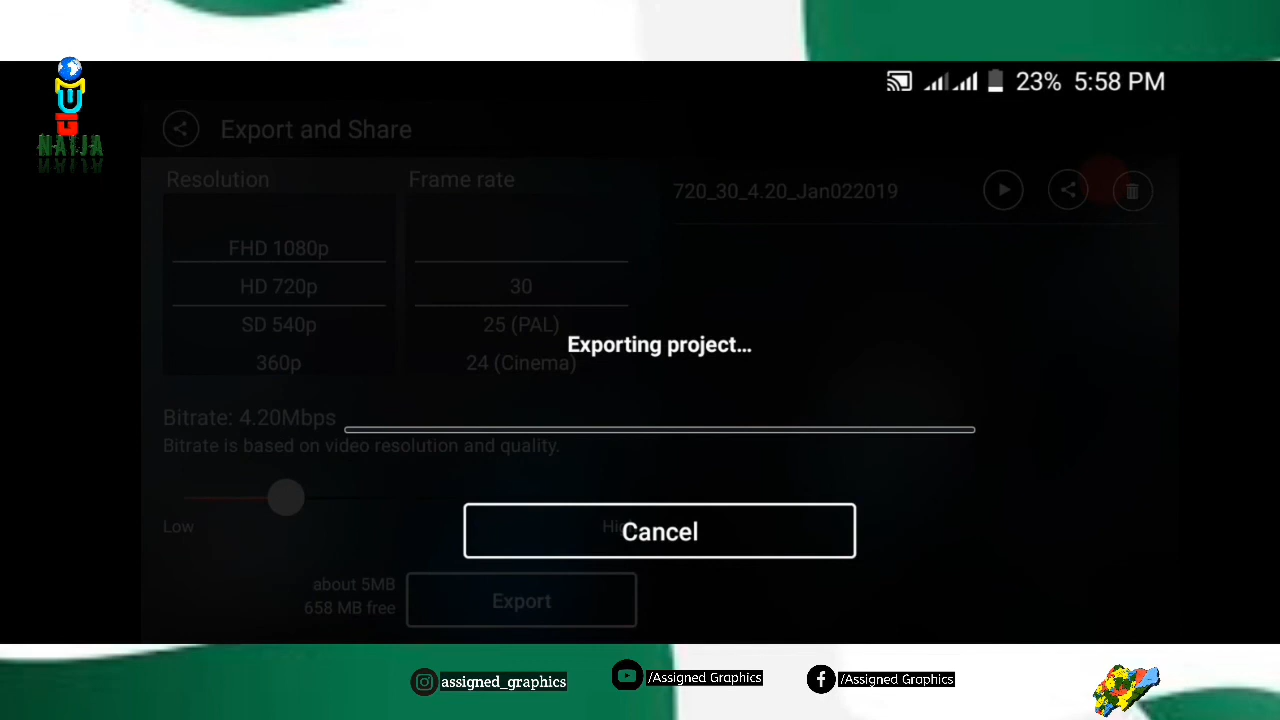 23% 5:58 PM
Export and Share
Resolution
Frame rate
720_30_4.20_Jan022019
FHD 1080p
HD 720p
30
SD 540p
25 (PAL)
360p
24 (Cinema)
Exporting project...
Bitrate: 4.20Mbps
Bitrate is based on video resolution and quality.
Low
Cancel
about 5MB
658 MB free
Export
NAIJA
assigned_graphics
/Assigned Graphics
/Assigned Graphics